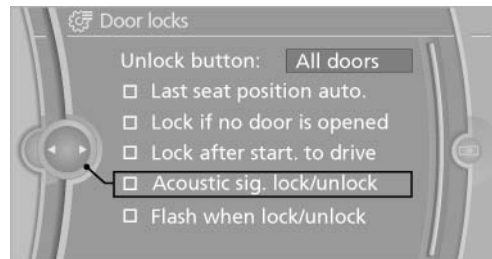 Door locks
Unlock button: All doors
Last seat position auto.
Lock if no door is opened
Lock after start. to drive
Acoustic sig. lock/unlock
Flash when lock/unlock